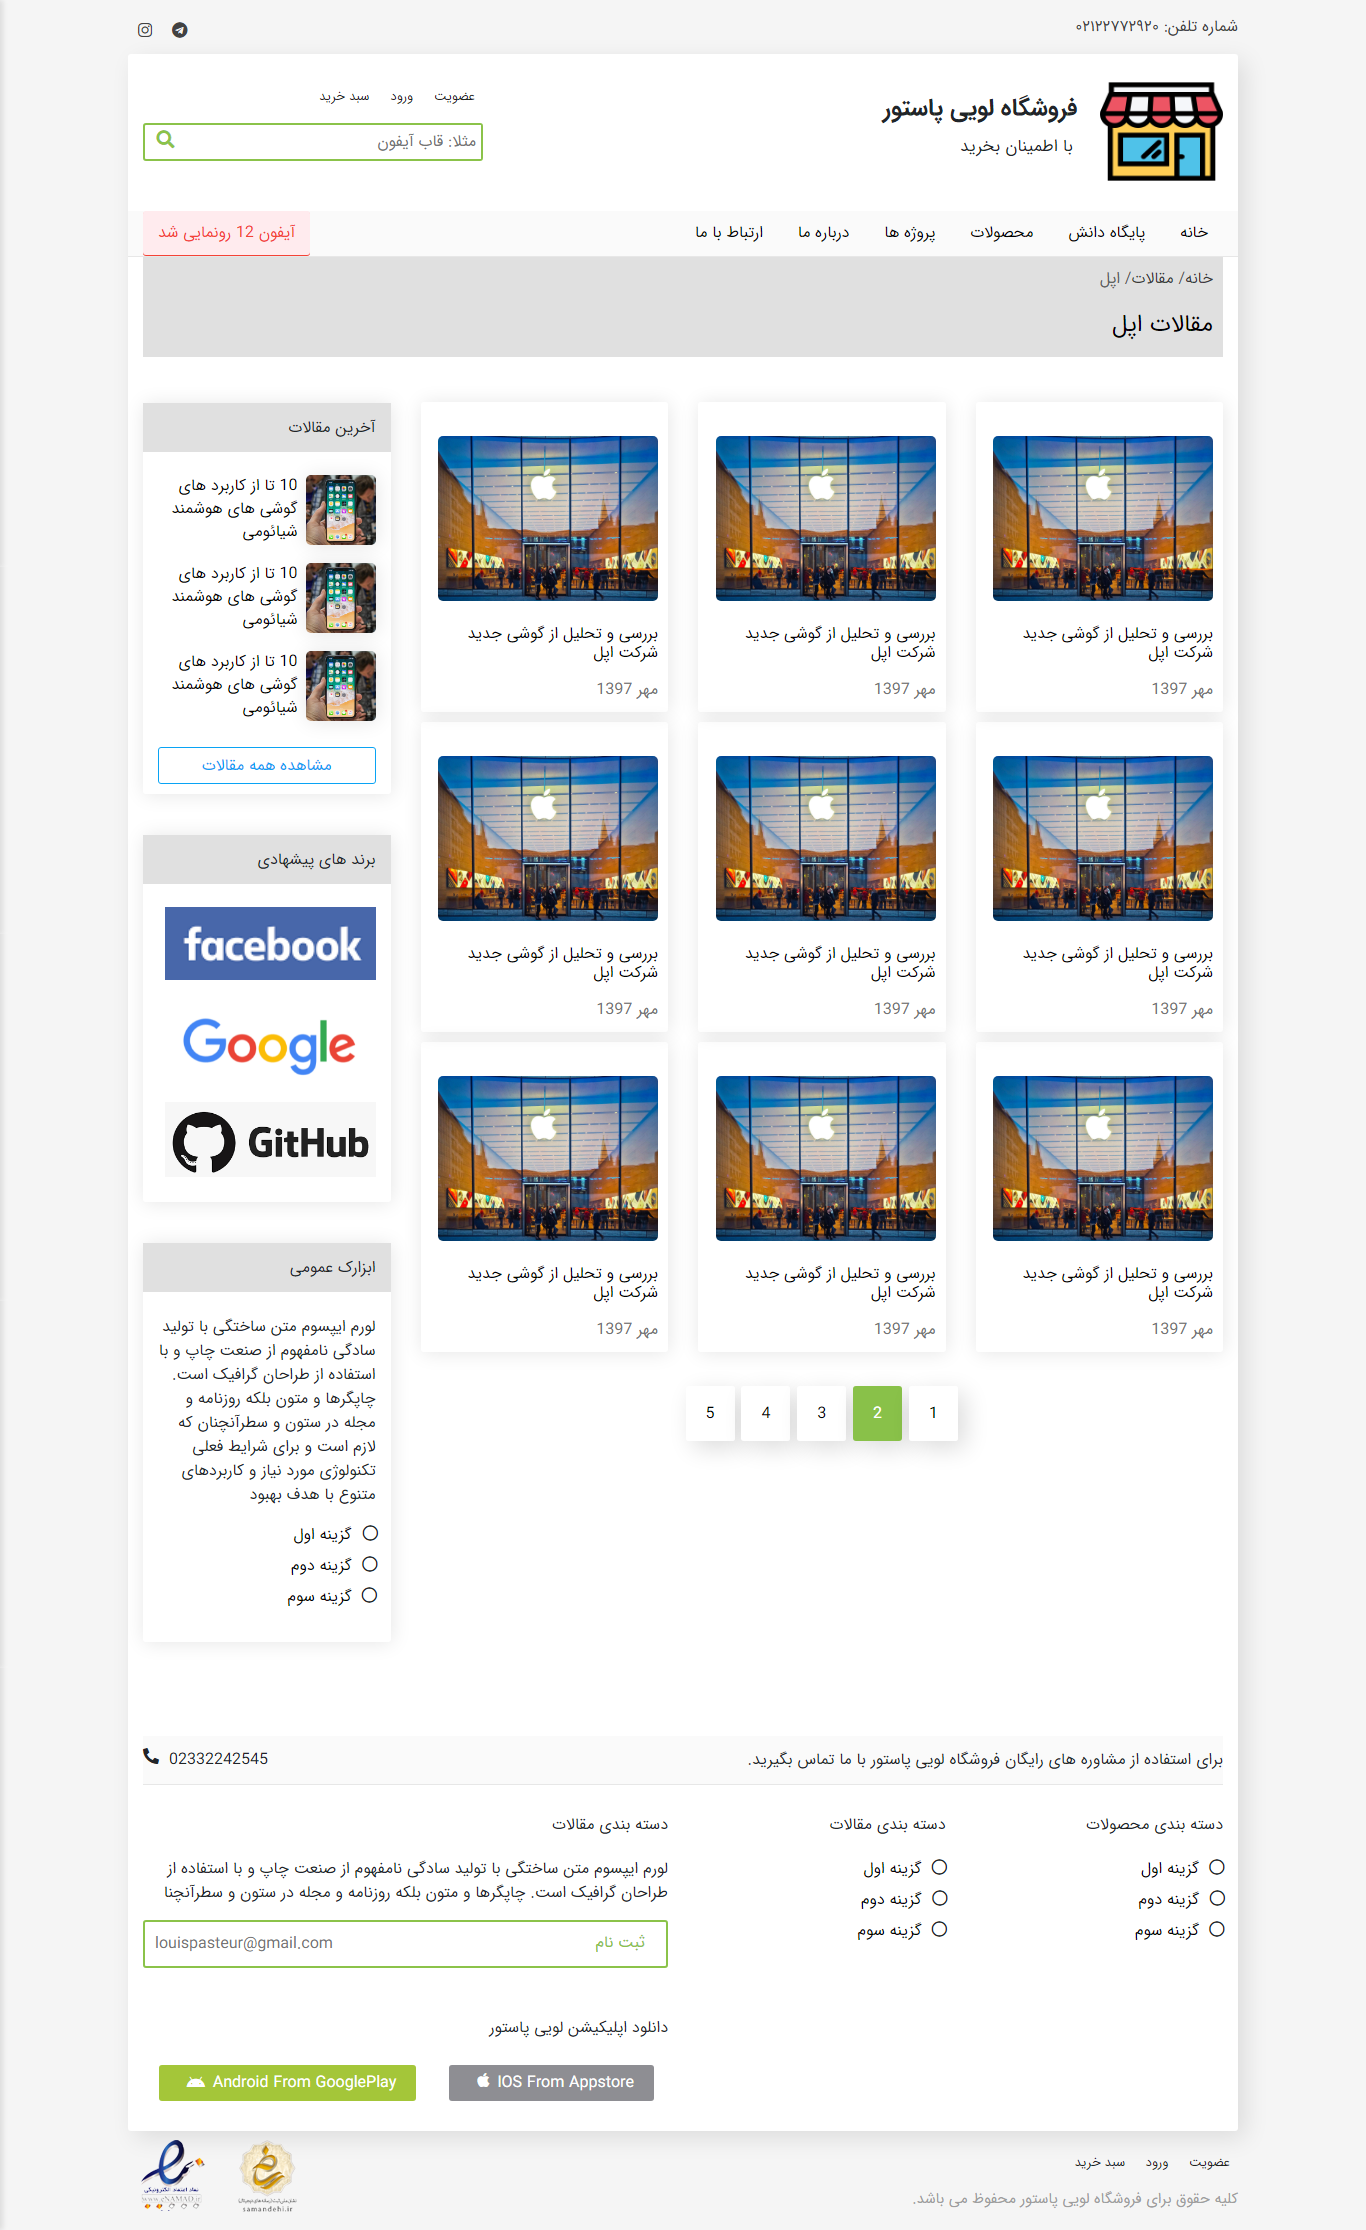 شماره تلفن: ۰۲۱۲۲۷۷۲۹۲۰
فروشگاه لویی پاستور
با اطمینان بخرید
عضویت
ورود
سبد خرید
مثلا: قاب آیفون
خانه
پایگاه دانش
محصولات
پروژه ها
درباره ما
ارتباط با ما
آیفون 12 رونمایی شد
خانه/ مقالات/ اپل
مقالات اپل
بررسی و تحلیل از گوشی جدید
شرکت اپل
مهر 1397
بررسی و تحلیل از گوشی جدید
شرکت اپل
مهر 1397
بررسی و تحلیل از گوشی جدید
شرکت اپل
مهر 1397
بررسی و تحلیل از گوشی جدید
شرکت اپل
مهر 1397
بررسی و تحلیل از گوشی جدید
شرکت اپل
مهر 1397
بررسی و تحلیل از گوشی جدید
شرکت اپل
مهر 1397
بررسی و تحلیل از گوشی جدید
شرکت اپل
مهر 1397
بررسی و تحلیل از گوشی جدید
شرکت اپل
مهر 1397
بررسی و تحلیل از گوشی جدید
شرکت اپل
مهر 1397
1
2
3
4
5
آخرین مقالات
10 تا از کاربرد های
گوشی های هوشمند
شیائومی
10 تا از کاربرد های
گوشی های هوشمند
شیائومی
10 تا از کاربرد های
گوشی های هوشمند
شیائومی
مشاهده همه مقالات
برند های پیشهادی
facebook
Google
GitHub
ابزارک عمومی
لورم ایپسوم متن ساختگی با تولید
سادگی نامفهوم از صنعت چاپ و با
استفاده از طراحان گرافیک است.
چاپگرها و متون بلکه روزنامه و
مجله در ستون و سطرآنچنان که
لازم است و برای شرایط فعلی
تکنولوژی مورد نیاز و کاربردهای
متنوع با هدف بهبود
گزینه اول
گزینه دوم
گزینه سوم
برای استفاده از مشاوره های رایگان فروشگاه لویی پاستور با ما تماس بگیرید.
02332242545
دسته بندی محصولات
گزینه اول
گزینه دوم
گزینه سوم
دسته بندی مقالات
گزینه اول
گزینه دوم
گزینه سوم
دسته بندی مقالات
لورم ایپسوم متن ساختگی با تولید سادگی نامفهوم از صنعت چاپ و با استفاده از
طراحان گرافیک است. چاپگرها و متون بلکه روزنامه و مجله در ستون و سطرآنچنا
ثبت نام
louispasteur@gmail.com
دانلود اپلیکیشن لویی پاستور
IOS From Appstore
Android From GooglePlay
عضویت
ورود
سبد خرید
کلیه حقوق برای فروشگاه لویی پاستور محفوظ می باشد.
samandehi.ir
نماد اعتماد الکترونیکی
www.eNAMAD.ir